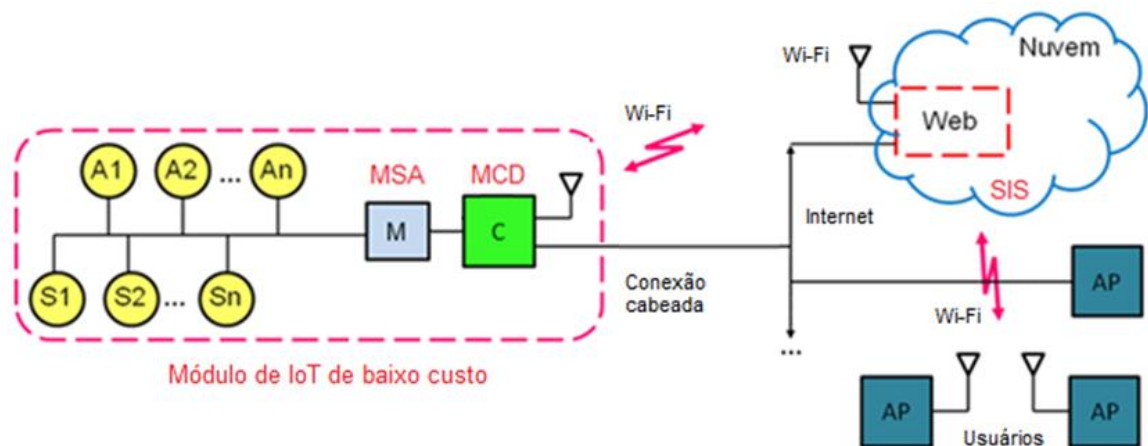 Nuvem
Wi-Fi
Web
SIS
Wi-Fi
A1 A2 ... An
MSA MCD
M C
S1 S2 ... Sn
Internet
Conexão
cabeada
AP
Wi-Fi
...
Módulo de IoT de baixo custo
AP AP
Usuários